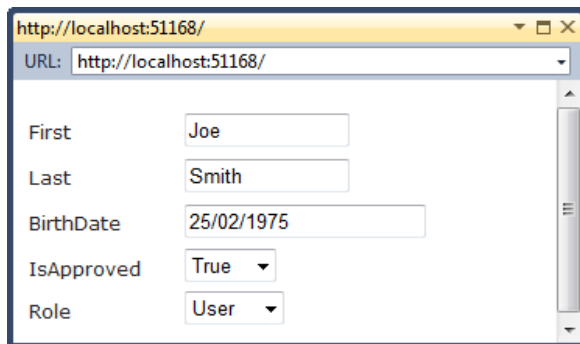 http://localhost:51168/
URL: http://localhost:51168/
First Joe
Last Smith
BirthDate 25/02/1975
IsApproved True
Role User